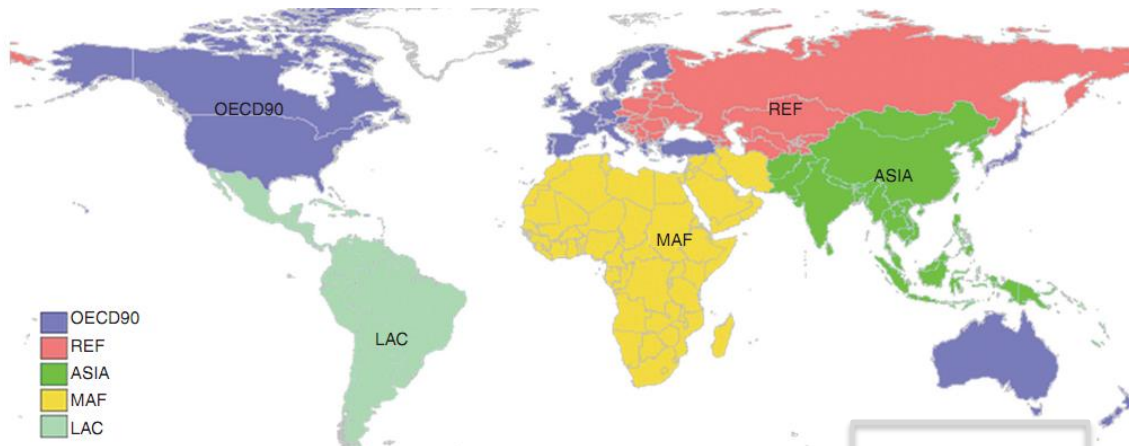 OECD90
REF
ASIA
MAF
LAC
OECD90
REF
ASIA
MAF
LAC